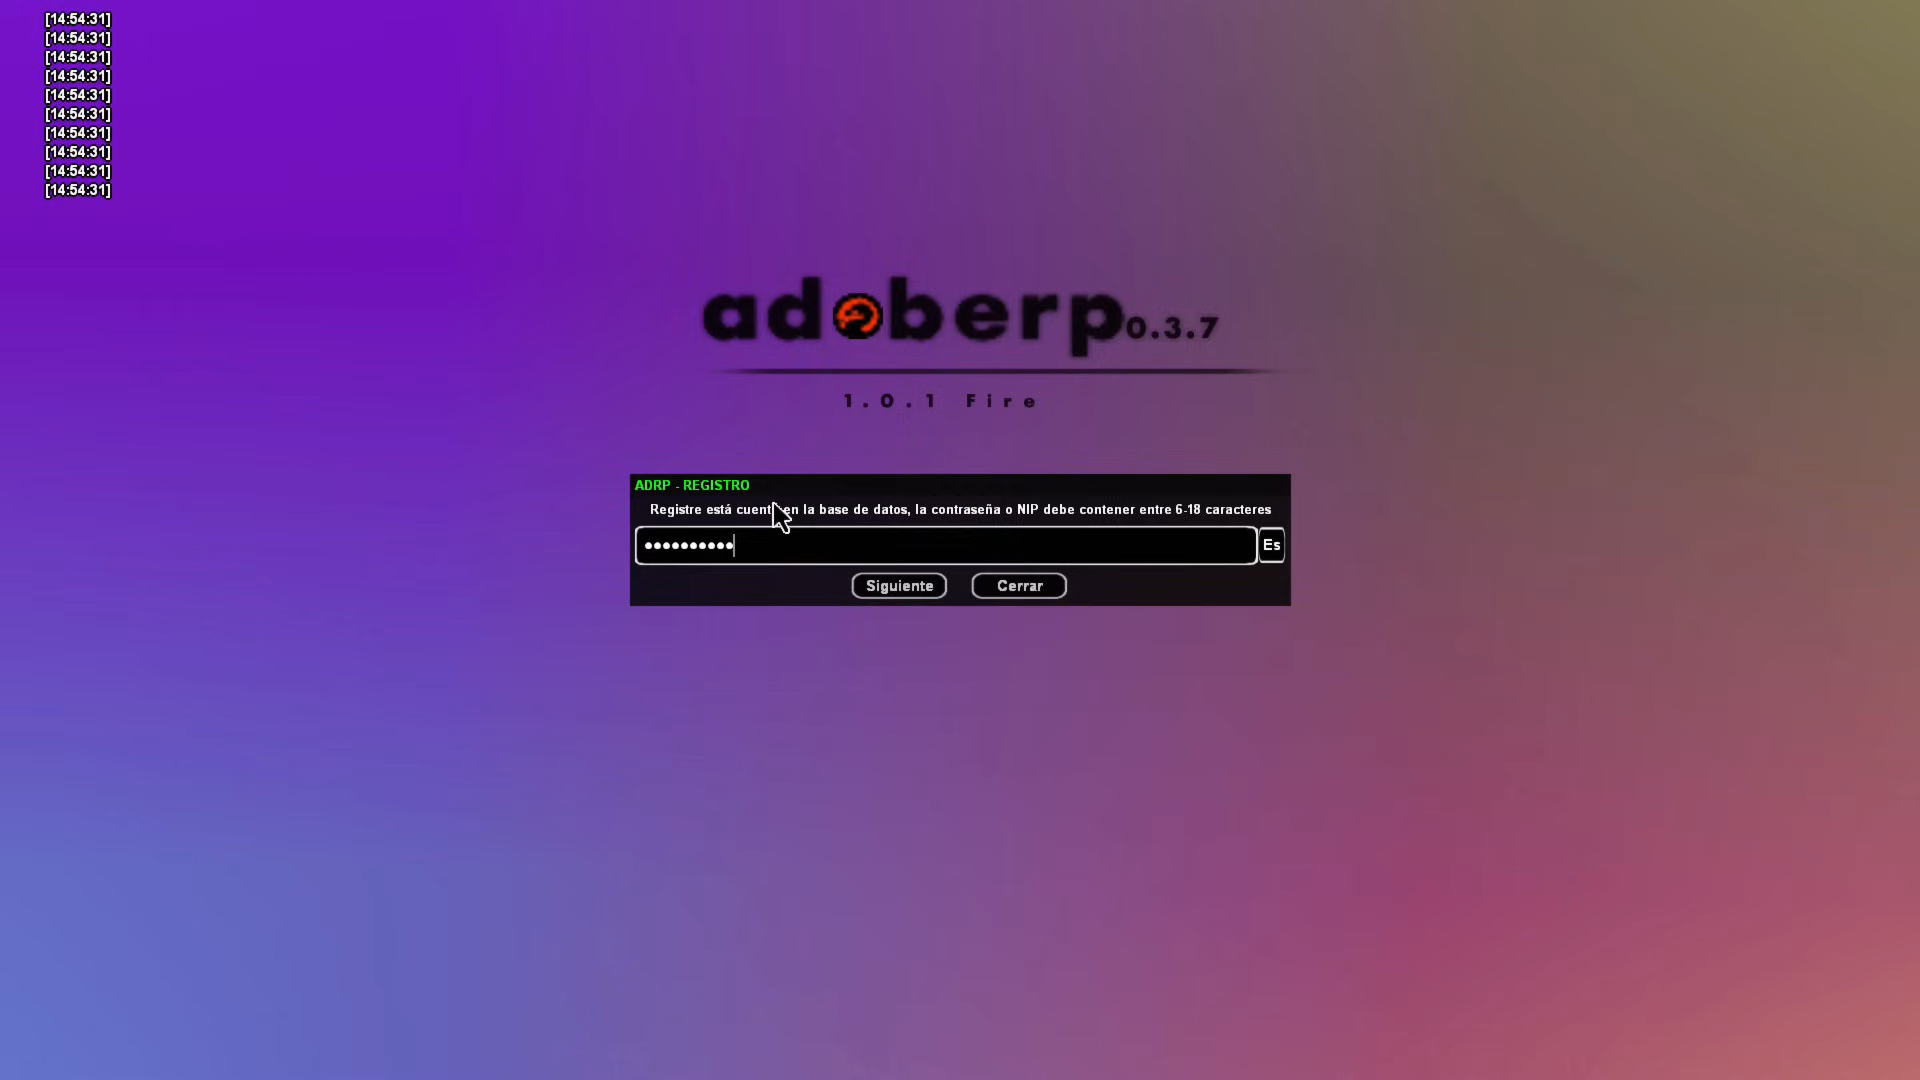 [14:54:31]
[14:54:31]
[14:54:31]
[14:54:31]
[14:54:31]
[14:54:31]
[14:54:31]
[14:54:31]
[14:54:31]
[14:54:31]
adoberp 0.3.7
1.0.1 Fire
ADRP - REGISTRO
Registre está cuent en la base de datos, la contraseña o NIP debe contener entre 6-18 caracteres
••••••••••
Es
Siguiente
Cerrar